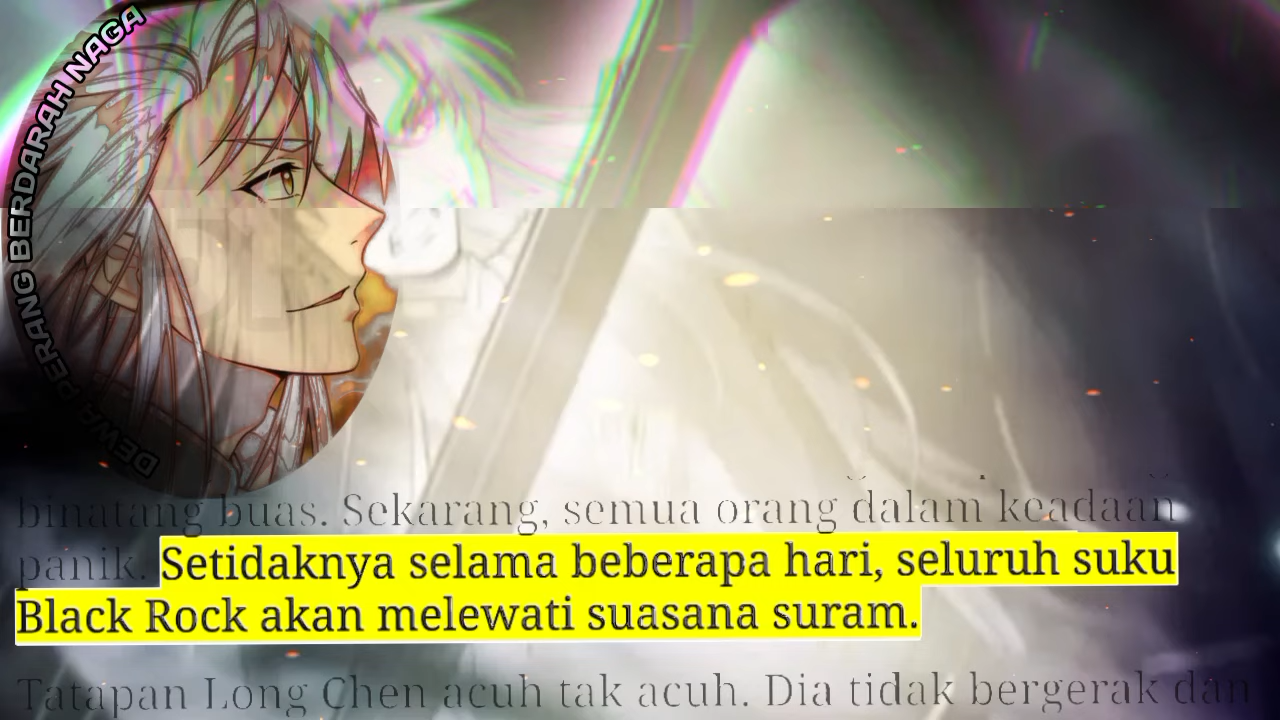 DEWA PERANG BERDARAH NAGA
binatang buas. Sekarang, semua orang dalam keadaan
panik. Setidaknya selama beberapa hari, seluruh suku
Black Rock akan melewati suasana suram.
Tatapan Long Chen acuh tak acuh. Dia tidak bergerak dan